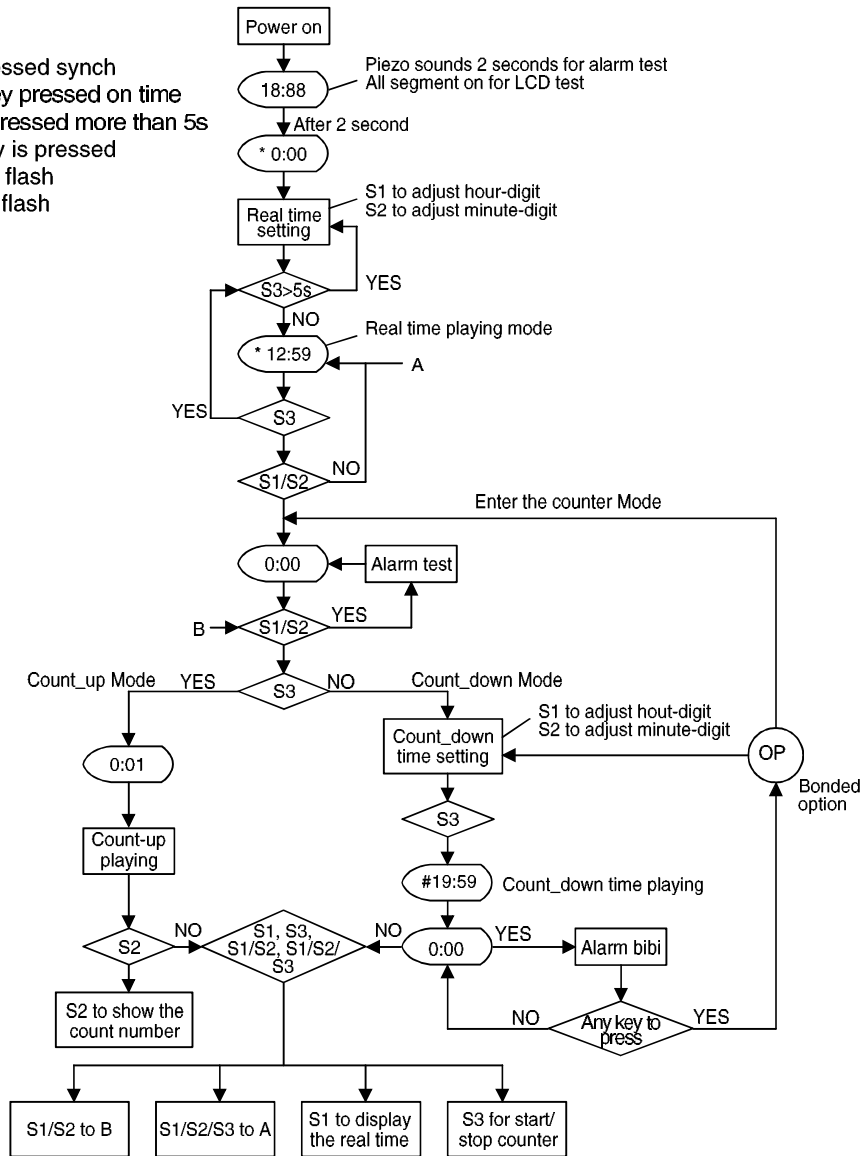 Power on
essed synch
y pressed on time
ressed more than 5s
y is pressed
flash
flash
18:88
Piezo sounds 2 seconds for alarm test
All segment on for LCD test
After 2 second
* 0:00
Real time
setting
S1 to adjust hour-digit
S2 to adjust minute-digit
S3>5s
YES
NO
* 12:59
Real time playing mode
A
YES
S3
S1/S2
NO
Enter the counter Mode
0:00
Alarm test
B
S1/S2
YES
Count_up Mode
YES
S3
NO
Count_down Mode
0:01
Count_down
time setting
S1 to adjust hout-digit
S2 to adjust minute-digit
OP
Bonded
option
Count-up
playing
S3
#19:59
Count_down time playing
S2
NO
S1, S3,
S1/S2, S1/S2/
S3
NO
0:00
YES
Alarm bibi
S2 to show the
count number
NO
Any key to
press
YES
S1/S2 to B
S1/S2/S3 to A
S1 to display
the real time
S3 for start/
stop counter